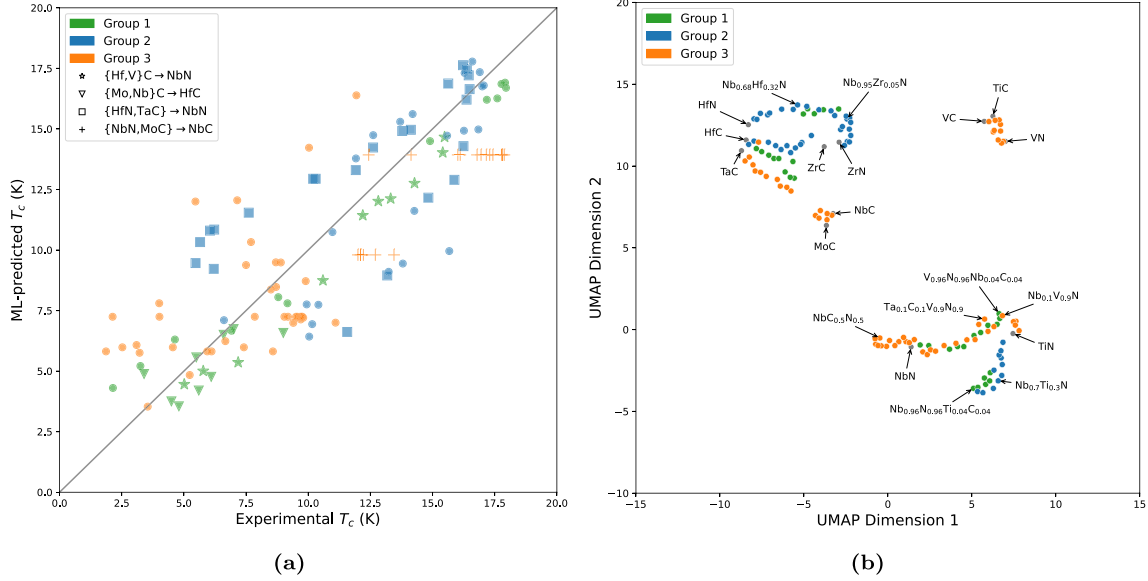 (a)
20.0
17.5
15.0
12.5
10.0
7.5
5.0
2.5
0.0
ML-predicted T_c (K)
Group 1
Group 2
Group 3
{Hf,V}C → NbN
{Mo,Nb}C → HfC
{HfN,TaC} → NbN
{NbN,MoC} → NbC
0.0 2.5 5.0 7.5 10.0 12.5 15.0 17.5 20.0
Experimental T_c (K)
(a)
(b)
20
15
10
5
0
−5
−10
UMAP Dimension 2
Group 1
Group 2
Group 3
Nb0.68Hf0.32N
Nb0.95Zr0.05N
TiC
HfN
VC
HfC
VN
TaC
ZrC
ZrN
NbC
MoC
V0.96N0.96Nb0.04C0.04
Ta0.1C0.1V0.9N0.9
Nb0.1V0.9N
NbC0.5N0.5
NbN
TiN
Nb0.7Ti0.3N
Nb0.96N0.96Ti0.04C0.04
−10 −5 0 5 10 15
UMAP Dimension 1
(b)